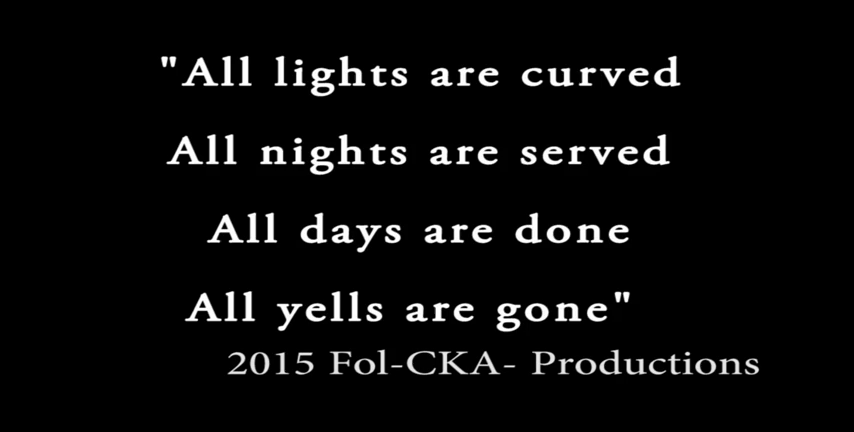 "All lights are curved
All nights are served
All days are done
All yells are gone"
2015 Fol-CKA- Productions